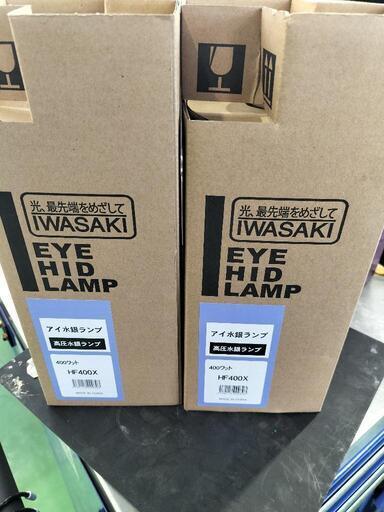 光、最先端をめざして
IWASAKI
EYE
HID
LAMP
アイ水銀ランプ
高圧水銀ランプ
400ワット
HF400X
光、最先端をめざして
IWASAKI
EYE
HID
LAMP
アイ水銀ランプ
高圧水銀ランプ
400ワット
HF400X